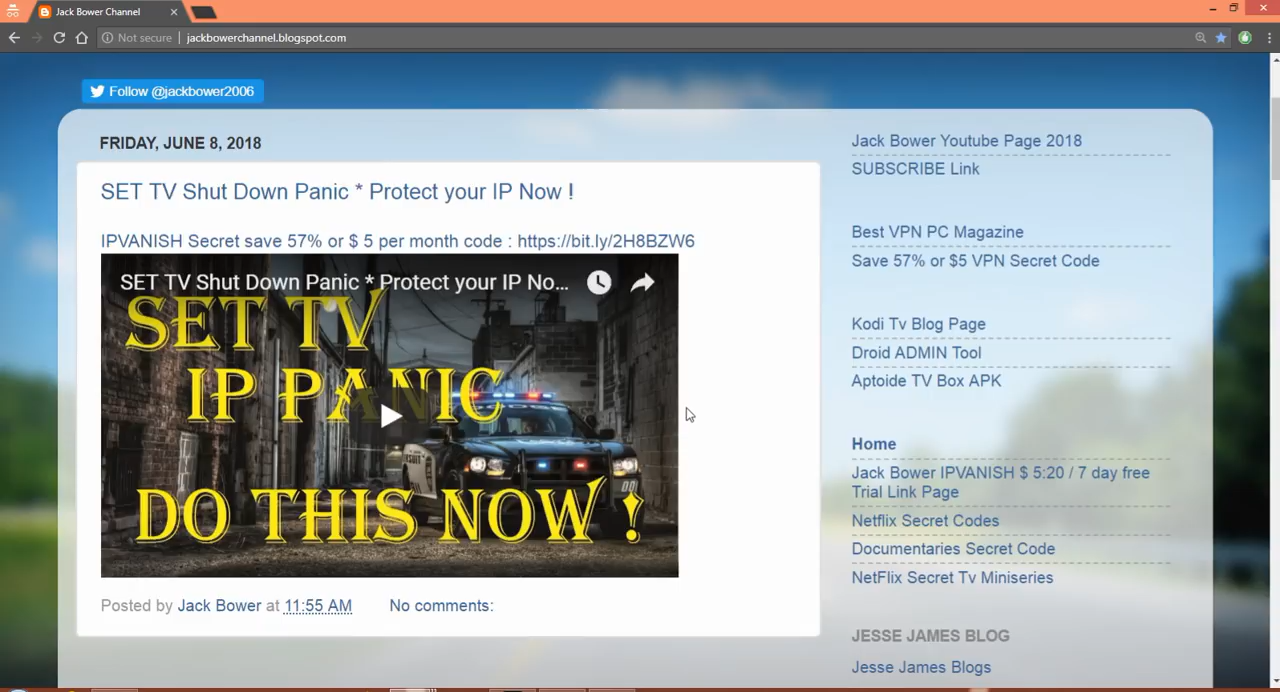 Jack Bower Channel
Not secure | jackbowerchannel.blogspot.com
Follow @jackbower2006
FRIDAY, JUNE 8, 2018
SET TV Shut Down Panic * Protect your IP Now !
IPVANISH Secret save 57% or $ 5 per month code : https://bit.ly/2H8BZW6
SET TV Shut Down Panic * Protect your IP No...
SET TV
IP PANIC
DO THIS NOW !
Posted by Jack Bower at 11:55 AM No comments:
Jack Bower Youtube Page 2018
SUBSCRIBE Link
Best VPN PC Magazine
Save 57% or $5 VPN Secret Code
Kodi Tv Blog Page
Droid ADMIN Tool
Aptoide TV Box APK
Home
Jack Bower IPVANISH $ 5:20 / 7 day free
Trial Link Page
Netflix Secret Codes
Documentaries Secret Code
NetFlix Secret Tv Miniseries
JESSE JAMES BLOG
Jesse James Blogs